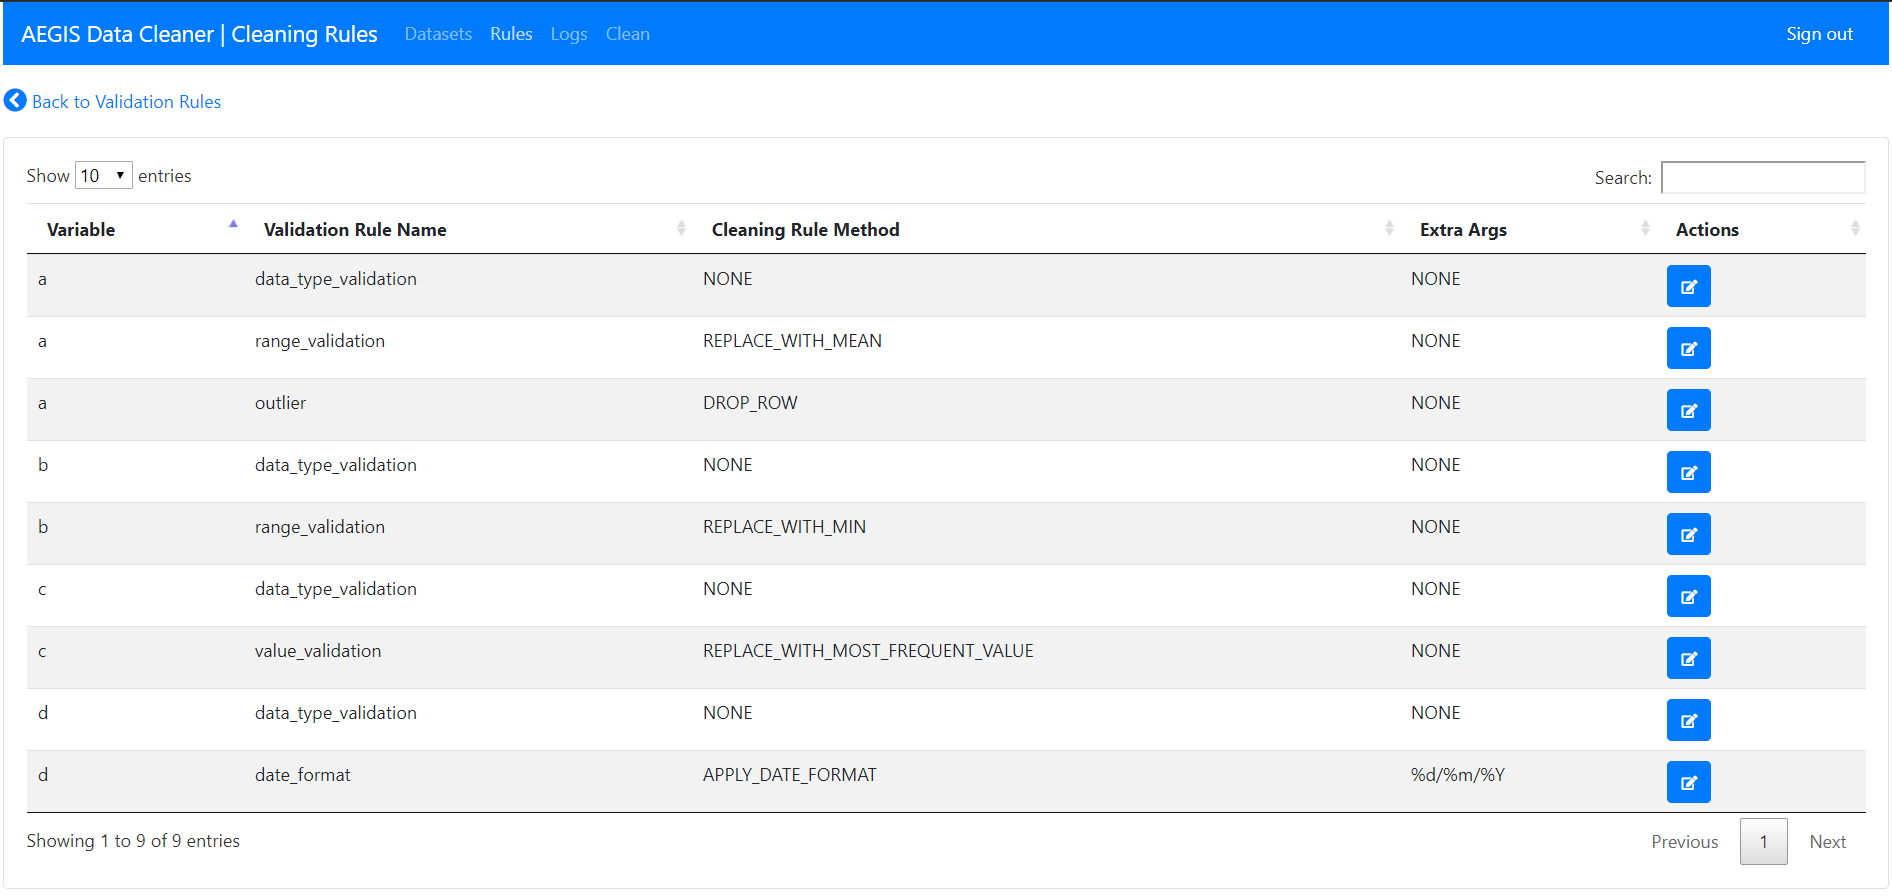 AEGIS Data Cleaner | Cleaning Rules Datasets Rules Logs Clean Sign out
Back to Validation Rules
Show 10 entries Search:
Variable Validation Rule Name Cleaning Rule Method Extra Args Actions
a data_type_validation NONE NONE
a range_validation REPLACE_WITH_MEAN NONE
a outlier DROP_ROW NONE
b data_type_validation NONE NONE
b range_validation REPLACE_WITH_MIN NONE
c data_type_validation NONE NONE
c value_validation REPLACE_WITH_MOST_FREQUENT_VALUE NONE
d data_type_validation NONE NONE
d date_format APPLY_DATE_FORMAT %d/%m/%Y
Showing 1 to 9 of 9 entries Previous 1 Next